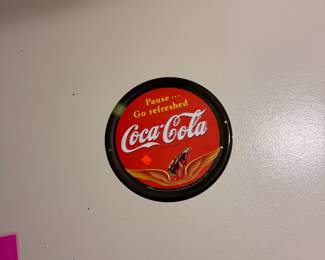 Pause...
Go refreshed
Coca-Cola